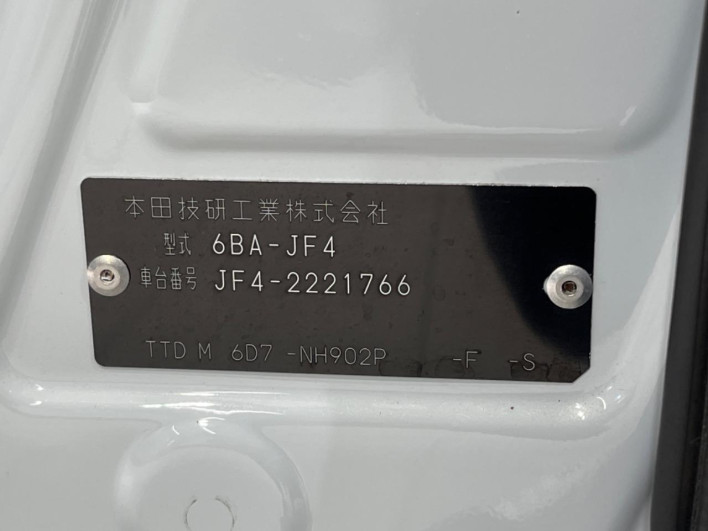 本田技研工業株式会社
型式 6BA-JF4
車台番号 JF4-2221766
TTD M 6D7 -NH902P -F -S